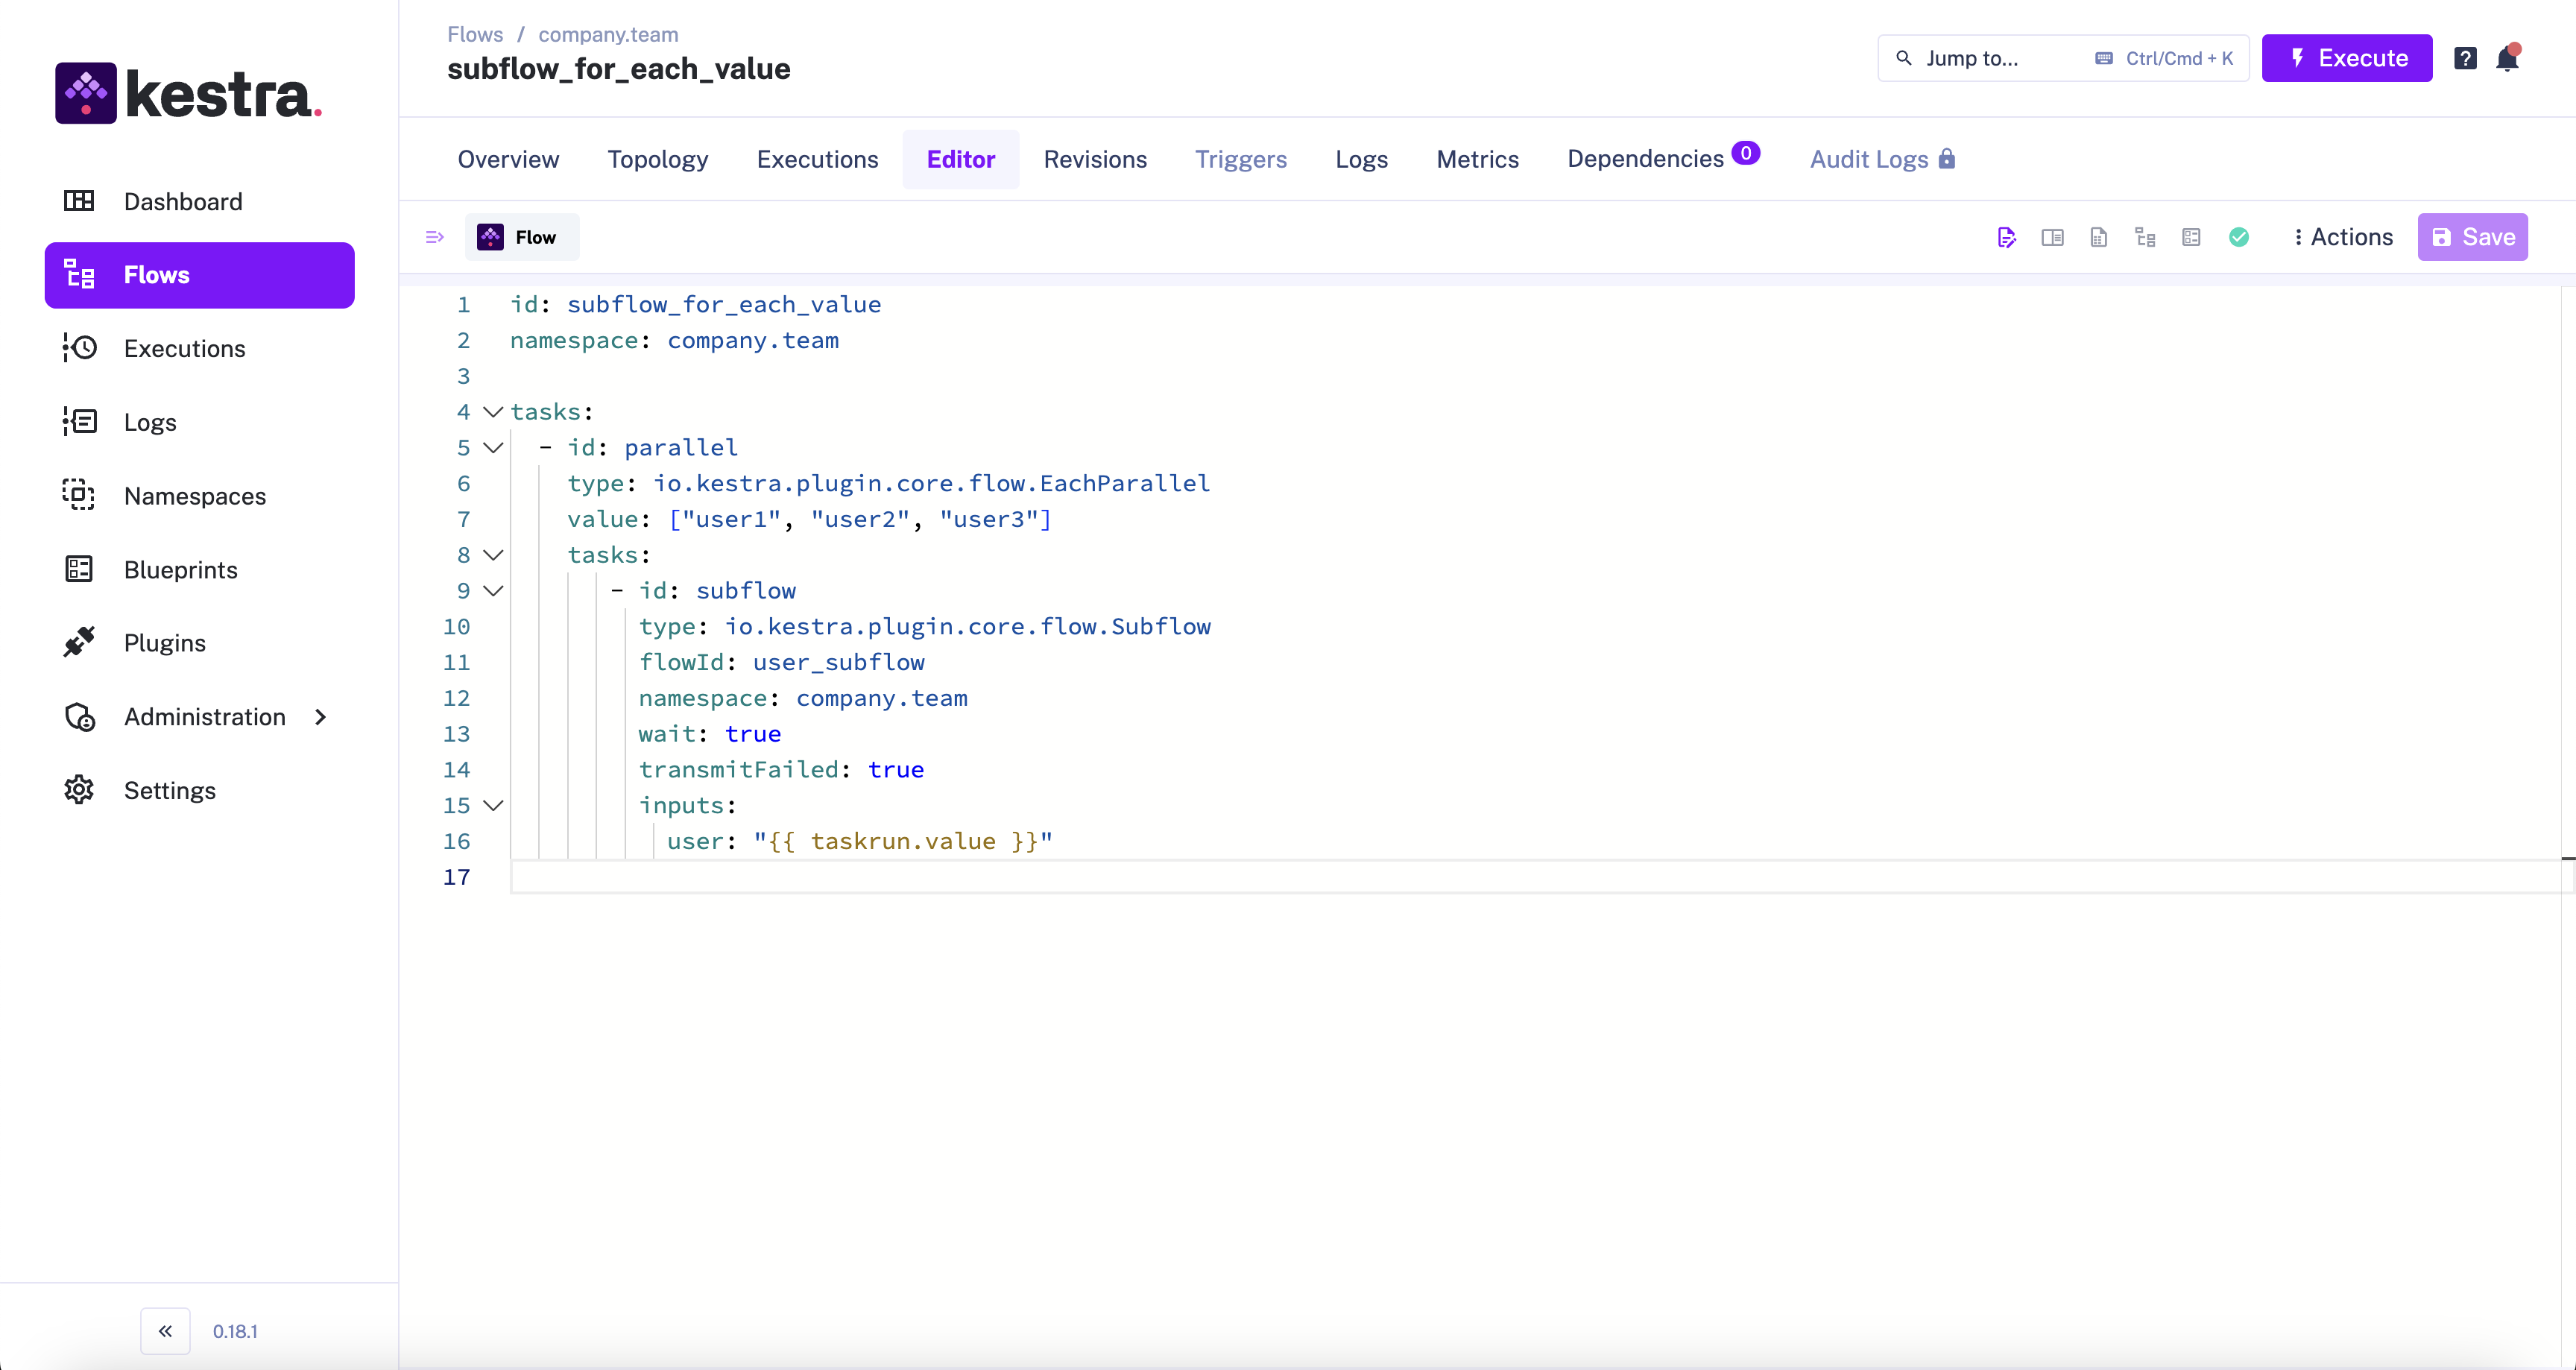 kestra.
Dashboard
Flows
Executions
Logs
Namespaces
Blueprints
Plugins
Administration
Settings
0.18.1
Flows / company.team
subflow_for_each_value
Jump to... Ctrl/Cmd + K
Execute
?
Overview Topology Executions Editor Revisions Triggers Logs Metrics Dependencies 0 Audit Logs
Flow
Actions
Save
1 id: subflow_for_each_value
2 namespace: company.team
3
4 tasks:
5   - id: parallel
6     type: io.kestra.plugin.core.flow.EachParallel
7     value: ["user1", "user2", "user3"]
8     tasks:
9        - id: subflow
10         type: io.kestra.plugin.core.flow.Subflow
11         flowId: user_subflow
12         namespace: company.team
13         wait: true
14         transmitFailed: true
15         inputs:
16           user: "{{ taskrun.value }}"
17